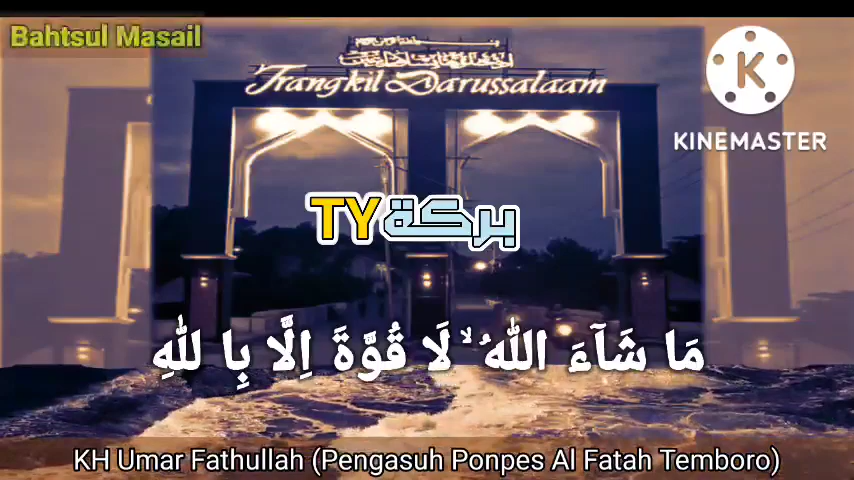 Bahtsul Masail
Trangkil Darussalaam
KINEMASTER
TY بركة
مَا شَآءَ اللّٰهُ ۙ لَا قُوَّةَ اِلَّا بِا للّٰهِ
KH Umar Fathullah (Pengasuh Ponpes Al Fatah Temboro)